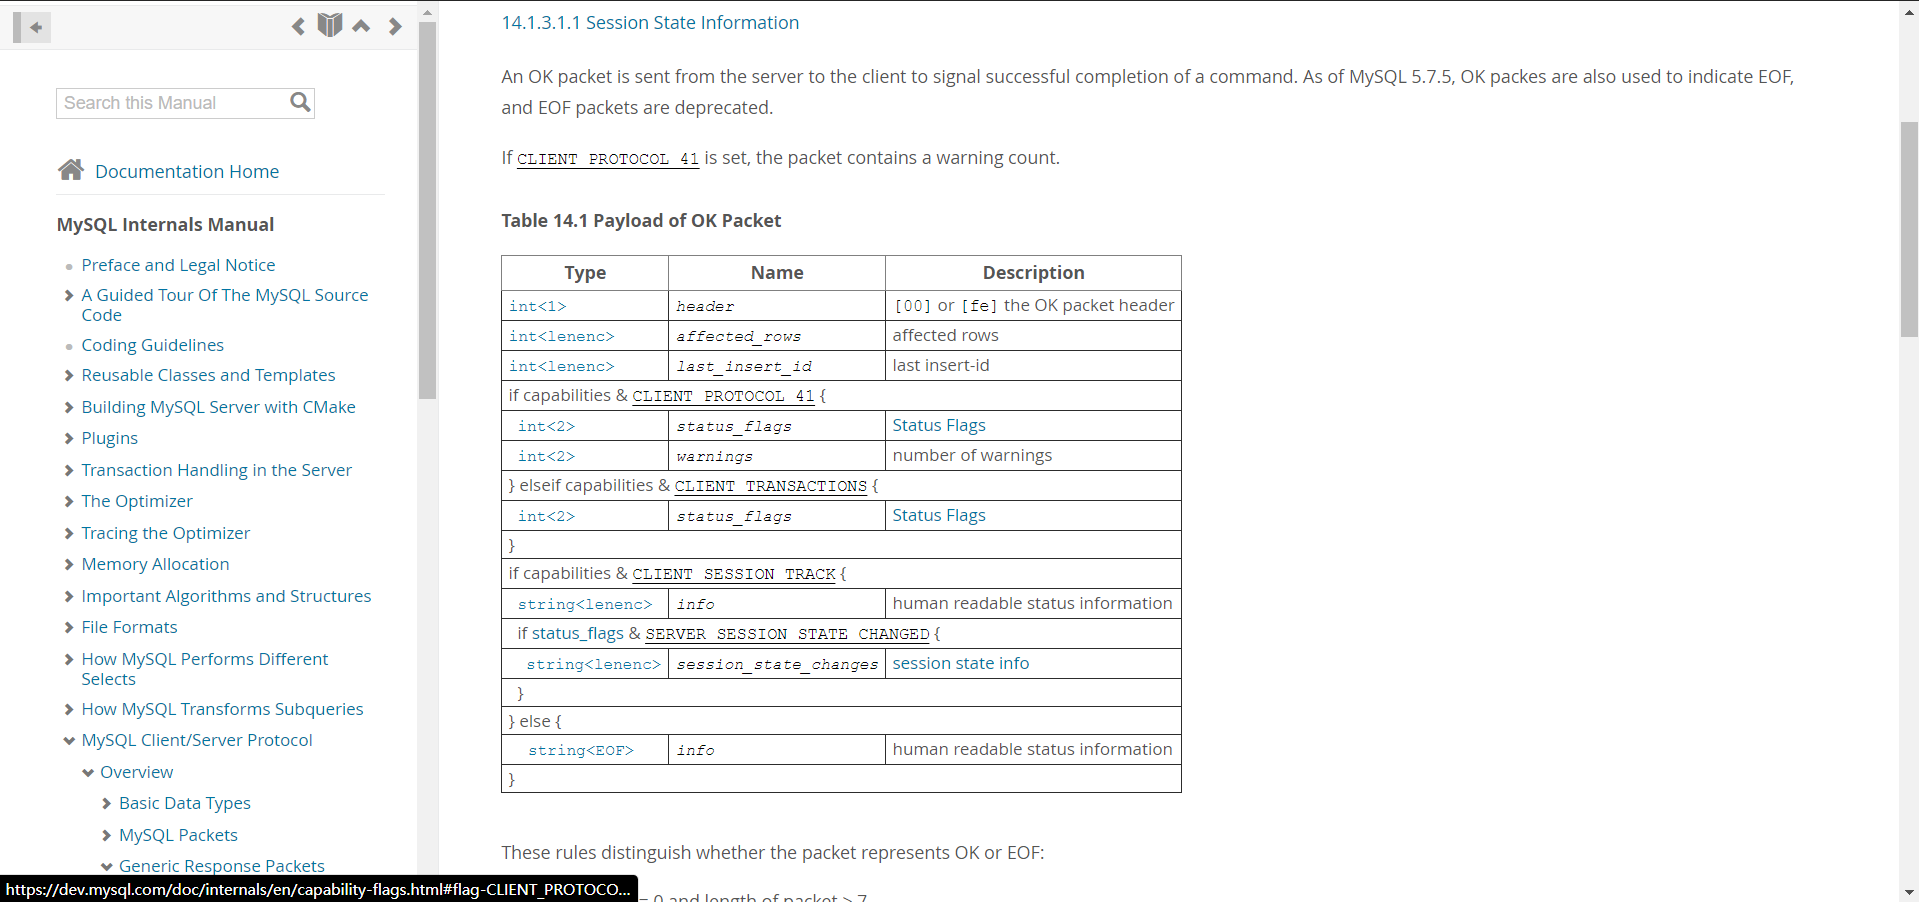 Search this Manual
Documentation Home
MySQL Internals Manual
Preface and Legal Notice
A Guided Tour Of The MySQL Source
Code
Coding Guidelines
Reusable Classes and Templates
Building MySQL Server with CMake
Plugins
Transaction Handling in the Server
The Optimizer
Tracing the Optimizer
Memory Allocation
Important Algorithms and Structures
File Formats
How MySQL Performs Different
Selects
How MySQL Transforms Subqueries
MySQL Client/Server Protocol
Overview
Basic Data Types
MySQL Packets
Generic Response Packets
https://dev.mysql.com/doc/internals/en/capability-flags.html#flag-CLIENT_PROTOCO...
14.1.3.1.1 Session State Information
An OK packet is sent from the server to the client to signal successful completion of a command. As of MySQL 5.7.5, OK packes are also used to indicate EOF,
and EOF packets are deprecated.
If CLIENT_PROTOCOL_41 is set, the packet contains a warning count.
Table 14.1 Payload of OK Packet
Type Name Description
int<1> header [00] or [fe] the OK packet header
int<lenenc> affected_rows affected rows
int<lenenc> last_insert_id last insert-id
if capabilities & CLIENT_PROTOCOL_41 {
int<2> status_flags Status Flags
int<2> warnings number of warnings
} elseif capabilities & CLIENT_TRANSACTIONS {
int<2> status_flags Status Flags
}
if capabilities & CLIENT_SESSION_TRACK {
string<lenenc> info human readable status information
if status_flags & SERVER_SESSION_STATE_CHANGED {
string<lenenc> session_state_changes session state info
}
} else {
string<EOF> info human readable status information
}
These rules distinguish whether the packet represents OK or EOF:
= 0 and length of packet > 7